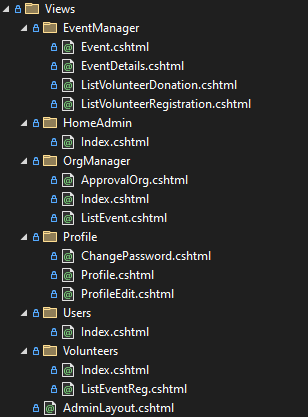 Views
EventManager
Event.cshtml
EventDetails.cshtml
ListVolunteerDonation.cshtml
ListVolunteerRegistration.cshtml
HomeAdmin
Index.cshtml
OrgManager
ApprovalOrg.cshtml
Index.cshtml
ListEvent.cshtml
Profile
ChangePassword.cshtml
Profile.cshtml
ProfileEdit.cshtml
Users
Index.cshtml
Volunteers
Index.cshtml
ListEventReg.cshtml
AdminLayout.cshtml